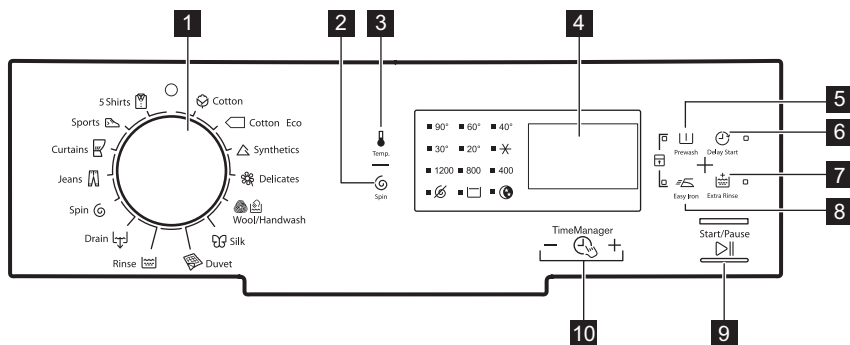 1
2
3
4
5
6
7
8
9
10
5 Shirts
Sports
Curtains
Jeans
Spin
Drain
Rinse
Cotton
Cotton Eco
Synthetics
Delicates
Wool/Handwash
Silk
Duvet
Temp.
Spin
90° 60° 40°
30° 20°
1200 800 400
TimeManager
− +
Prewash
Delay Start
Easy Iron
Extra Rinse
Start/Pause